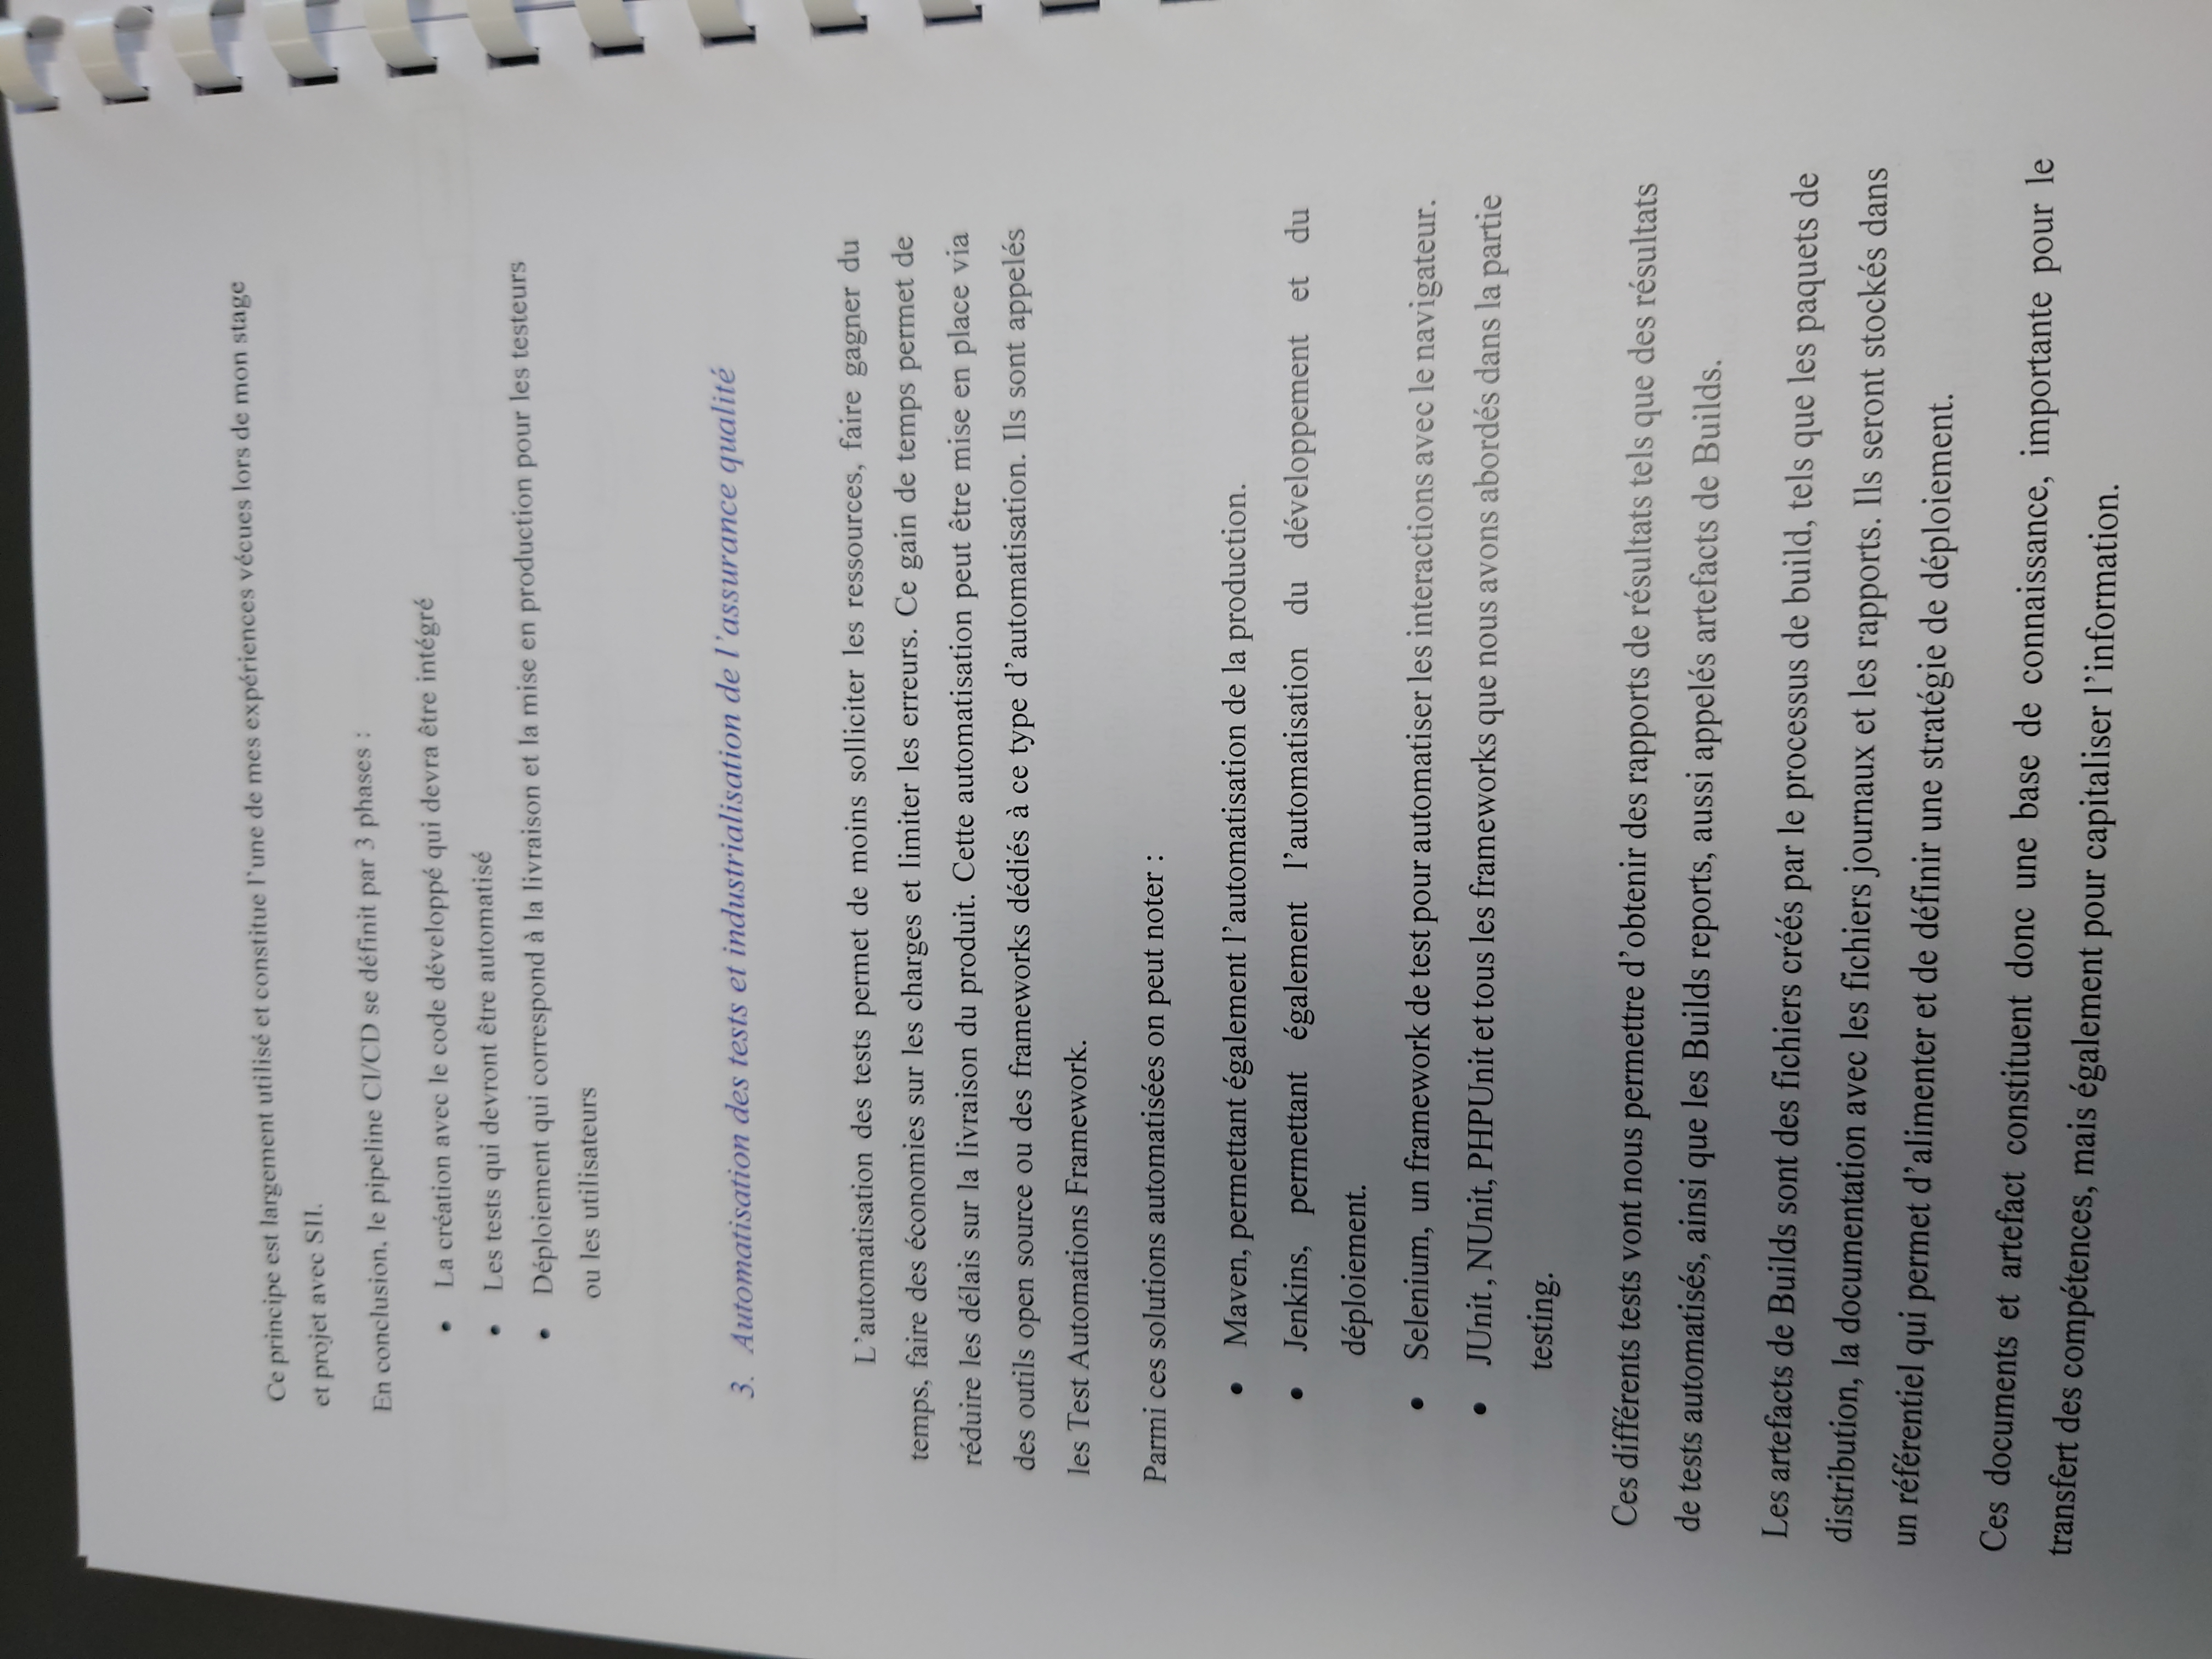 Ce principe est largement utilisé et constitue l'une de mes expériences vécues lors de mon stage
et projet avec SII.
En conclusion, le pipeline CI/CD se définit par 3 phases :
• La création avec le code développé qui devra être intégré
• Les tests qui devront être automatisé
• Déploiement qui correspond à la livraison et la mise en production pour les testeurs
ou les utilisateurs
3. Automatisation des tests et industrialisation de l'assurance qualité
L'automatisation des tests permet de moins solliciter les ressources, faire gagner du
temps, faire des économies sur les charges et limiter les erreurs. Ce gain de temps permet de
réduire les délais sur la livraison du produit. Cette automatisation peut être mise en place via
des outils open source ou des frameworks dédiés à ce type d'automatisation. Ils sont appelés
les Test Automations Framework.
Parmi ces solutions automatisées on peut noter :
• Maven, permettant également l'automatisation de la production.
• Jenkins, permettant également l'automatisation du développement et du
déploiement.
• Selenium, un framework de test pour automatiser les interactions avec le navigateur.
• JUnit , NUnit, PHPUnit et tous les frameworks que nous avons abordés dans la partie
testing.
Ces différents tests vont nous permettre d'obtenir des rapports de résultats tels que des résultats
de tests automatisés, ainsi que les Builds reports, aussi appelés artefacts de Builds.
Les artefacts de Builds sont des fichiers créés par le processus de build, tels que les paquets de
distribution, la documentation avec les fichiers journaux et les rapports. Ils seront stockés dans
un référentiel qui permet d'alimenter et de définir une stratégie de déploiement.
Ces documents et artefact constituent donc une base de connaissance, importante pour le
transfert des compétences, mais également pour capitaliser l'information.